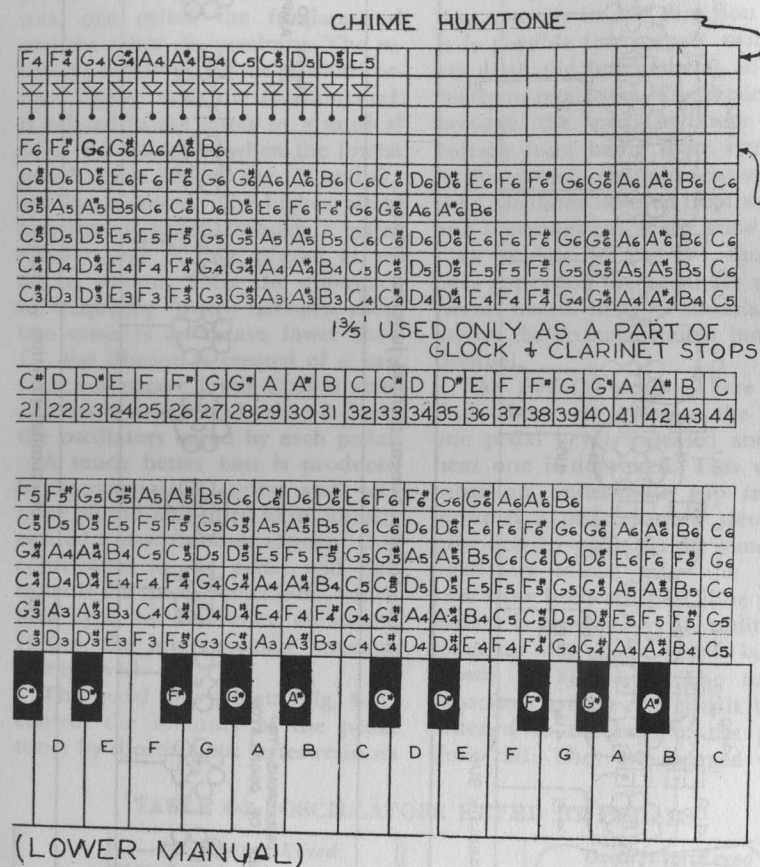 CHIME HUMTONE
F4 F#4 G4 G#4 A4 A#4 B4 C5 C#5 D5 D#5 E5
F6 F#6 G6 G#6 A6 A#6 B6
C#6 D6 D#6 E6 F6 F#6 G6 G#6 A6 A#6 B6 C6 C#6 D6 D#6 E6 F6 F#6 G6 G#6 A6 A#6 B6 C6
G#5 A5 A#5 B5 C6 C#6 D6 D#6 E6 F6 F#6 G6 G#6 A6 A#6 B6
C#5 D5 D#5 E5 F5 F#5 G5 G#5 A5 A#5 B5 C6 C#6 D6 D#6 E6 F6 F#6 G6 G#6 A6 A#6 B6 C6
C#4 D4 D#4 E4 F4 F#4 G4 G#4 A4 A#4 B4 C5 C#5 D5 D#5 E5 F5 F#5 G5 G#5 A5 A#5 B5 C6
C#3 D3 D#3 E3 F3 F#3 G3 G#3 A3 A#3 B3 C4 C#4 D4 D#4 E4 F4 F#4 G4 G#4 A4 A#4 B4 C5
1 3/5' USED ONLY AS A PART OF
GLOCK & CLARINET STOPS
C# D D# E F F# G G# A A# B C C# D D# E F F# G G# A A# B C
21 22 23 24 25 26 27 28 29 30 31 32 33 34 35 36 37 38 39 40 41 42 43 44
F5 F#5 G5 G#5 A5 A#5 B5 C6 C#6 D6 D#6 E6 F6 F#6 G6 G#6 A6 A#6 B6
C#5 D5 D#5 E5 F5 F#5 G5 G#5 A5 A#5 B5 C6 C#6 D6 D#6 E6 F6 F#6 G6 G#6 A6 A#6 B6 C6
G#4 A4 A#4 B4 C5 C#5 D5 D#5 E5 F5 F#5 G5 G#5 A5 A#5 B5 C6 C#6 D6 D#6 E6 F6 F#6 G6
C#4 D4 D#4 E4 F4 F#4 G4 G#4 A4 A#4 B4 C5 C#5 D5 D#5 E5 F5 F#5 G5 G#5 A5 A#5 B5 C6
G#3 A3 A#3 B3 C4 C#4 D4 D#4 E4 F4 F#4 G4 G#4 A4 A#4 B4 C5 C#5 D5 D#5 E5 F5 F#5 G5
C#3 D3 D#3 E3 F3 F#3 G3 G#3 A3 A#3 B3 C4 C#4 D4 D#4 E4 F4 F#4 G4 G#4 A4 A#4 B4 C5
C# D# F# G# A# C# D# F# G# A#
D E F G A B C D E F G A B C
(LOWER MANUAL)